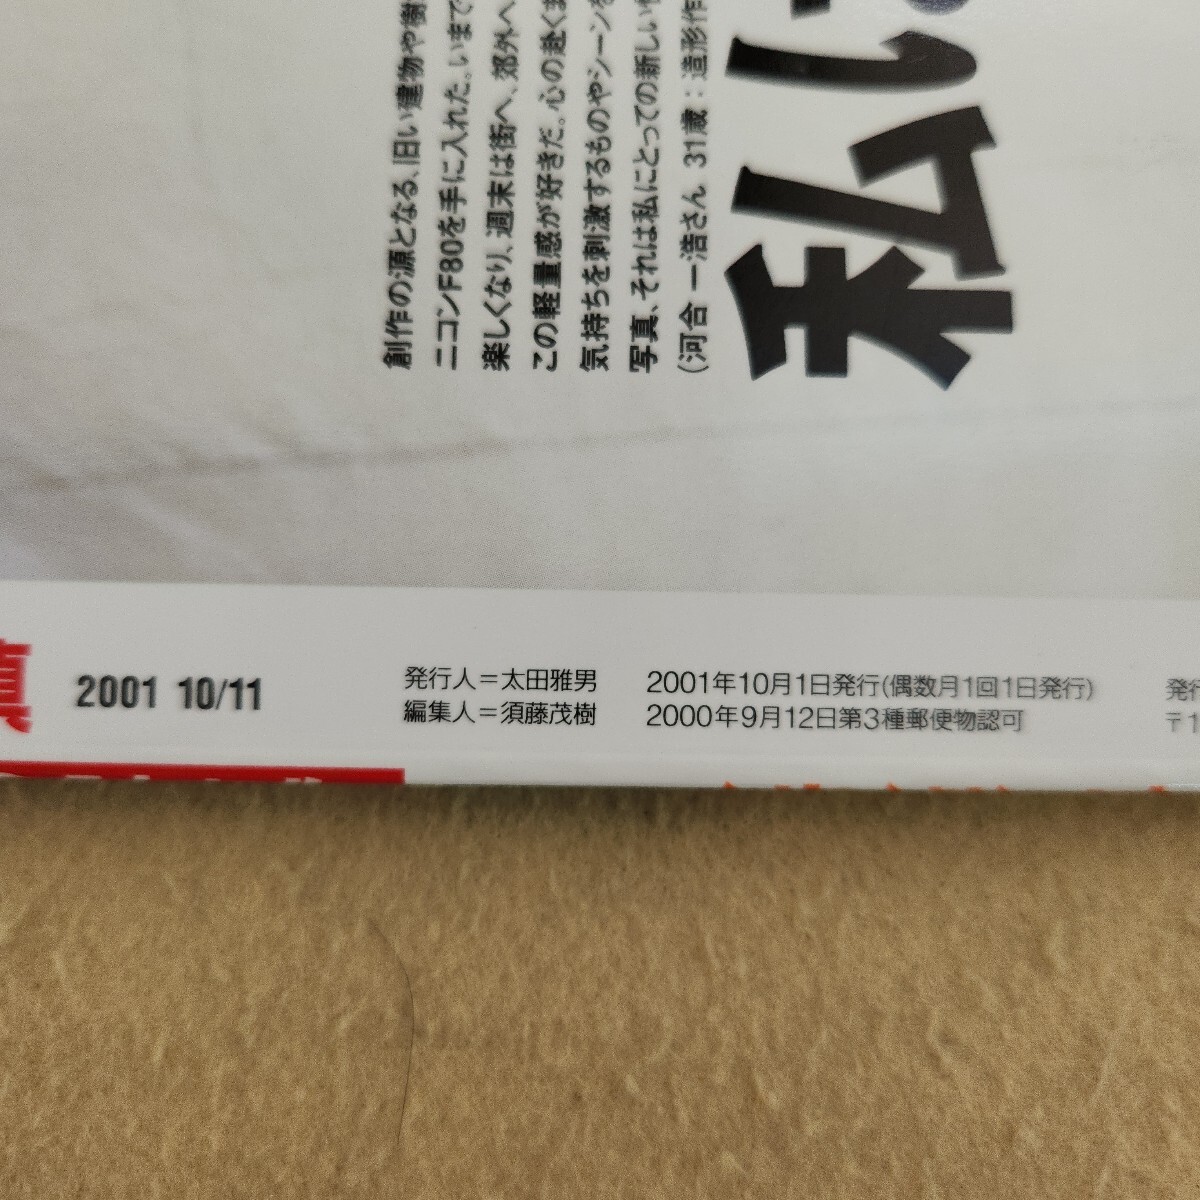 創作の源となる、旧い建物や樹
ニコンF80を手に入れた。いまで
楽しくなり、週末は街へ、郊外へ
この軽量感が好きだ。心の赴くま
気持ちを刺激するものやシーンを
写真、それは私にとっての新しい
(河合 一浩さん 31歳：造形作
私い
真 2001 10/11
発行人＝太田雅男
編集人＝須藤茂樹
2001年10月1日発行(偶数月1回1日発行)
2000年9月12日第3種郵便物認可
発行
〒1